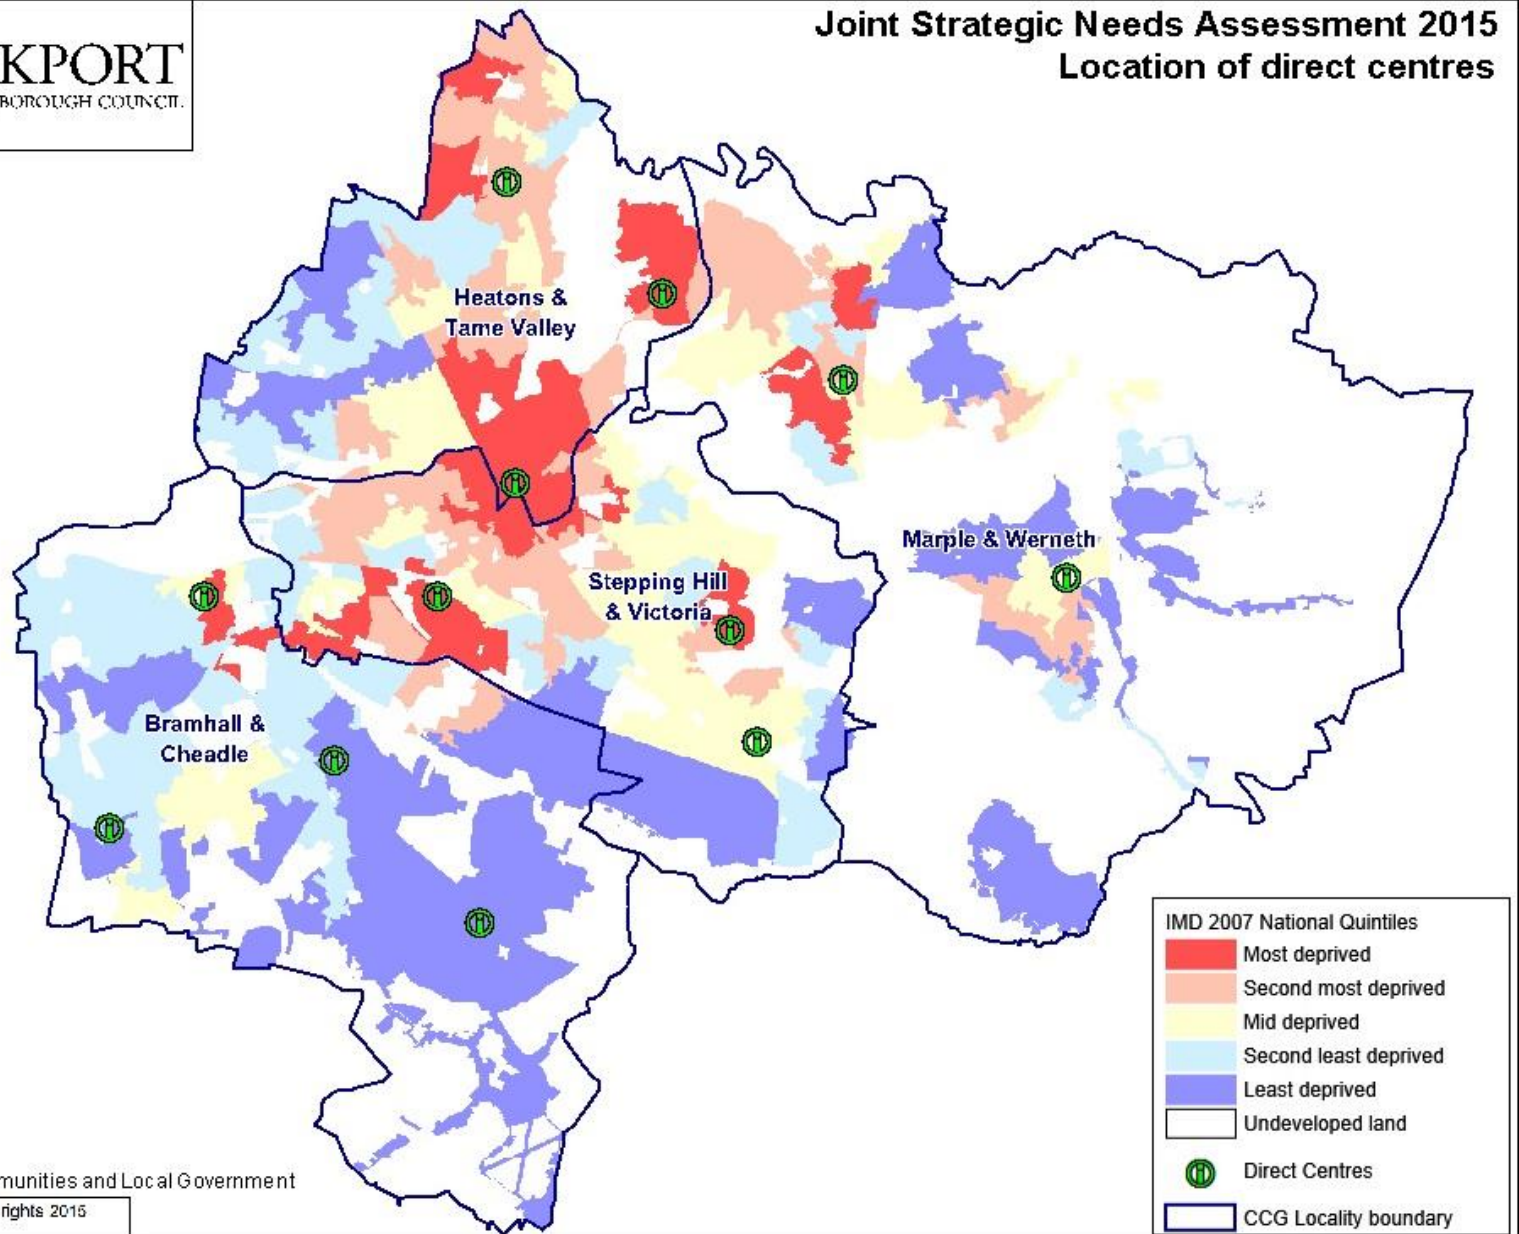 KPORT
BOROUGH COUNCIL
Joint Strategic Needs Assessment 2015
Location of direct centres
Heatons &
Tame Valley
Marple & Werneth
Stepping Hill
& Victoria
Bramhall &
Cheadle
IMD 2007 National Quintiles
Most deprived
Second most deprived
Mid deprived
Second least deprived
Least deprived
Undeveloped land
Direct Centres
CCG Locality boundary
munities and Local Government
rights 2015